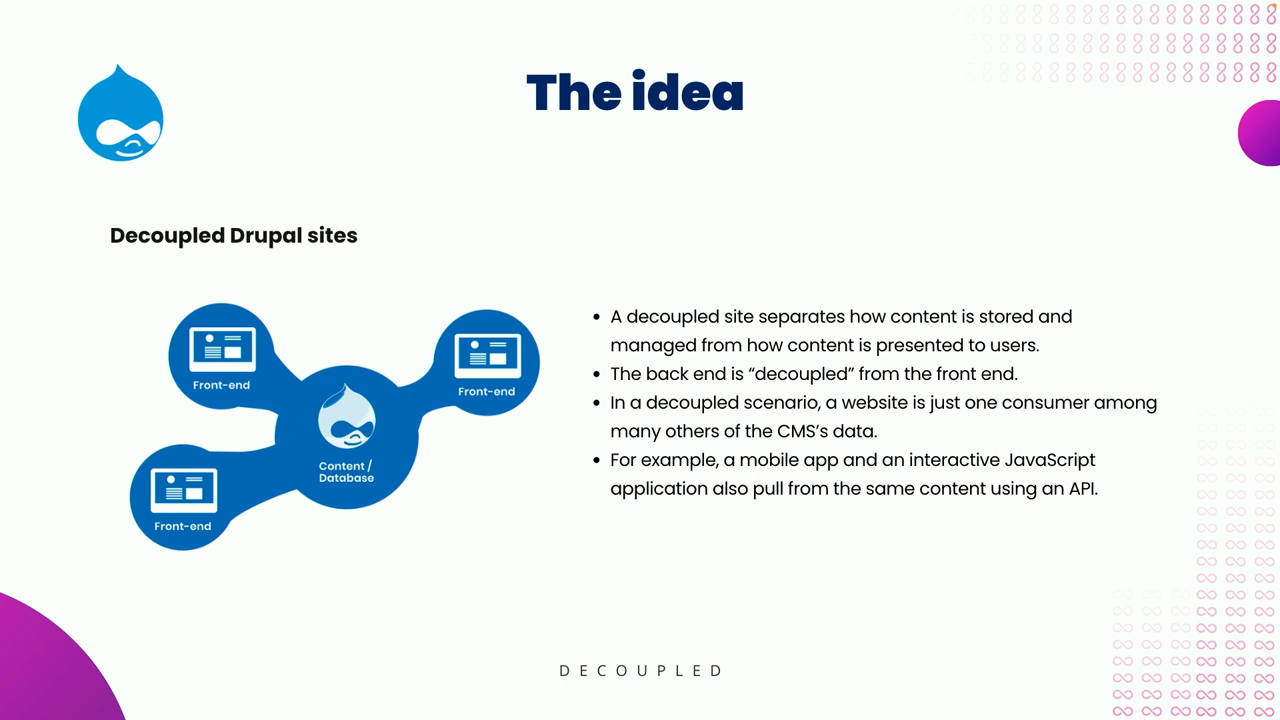 The idea
Decoupled Drupal sites
Front-end
Front-end
Content /
Database
Front-end
• A decoupled site separates how content is stored and
managed from how content is presented to users.
• The back end is “decoupled” from the front end.
• In a decoupled scenario, a website is just one consumer among
many others of the CMS’s data.
• For example, a mobile app and an interactive JavaScript
application also pull from the same content using an API.
DECOUPLED